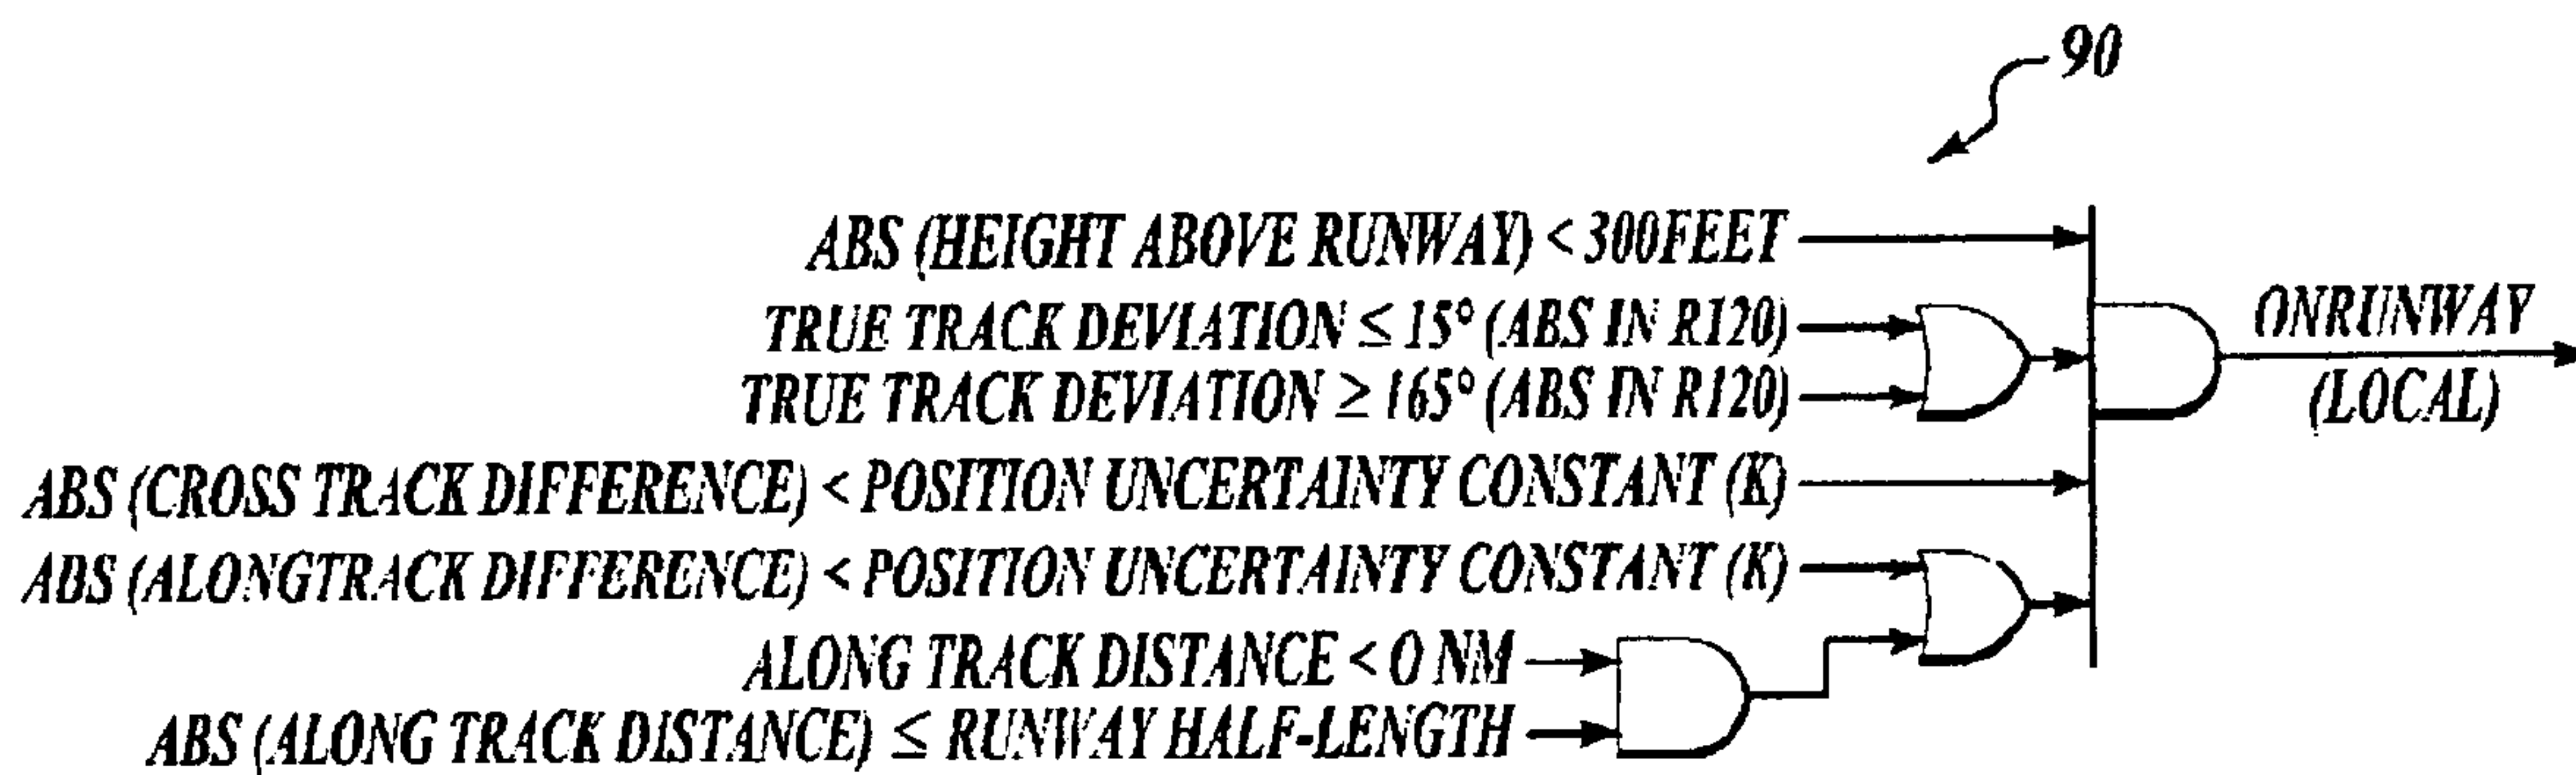 90
ABS (HEIGHT ABOVE RUNWAY) < 300FEET
TRUE TRACK DEVIATION ≤ 15° (ABS IN R120)
TRUE TRACK DEVIATION ≥ 165° (ABS IN R120)
ABS (CROSS TRACK DIFFERENCE) < POSITION UNCERTAINTY CONSTANT (K)
ABS (ALONGTRACK DIFFERENCE) < POSITION UNCERTAINTY CONSTANT (K)
ALONG TRACK DISTANCE < 0 NM
ABS (ALONG TRACK DISTANCE) ≤ RUNWAY HALF-LENGTH
ONRUNWAY
(LOCAL)